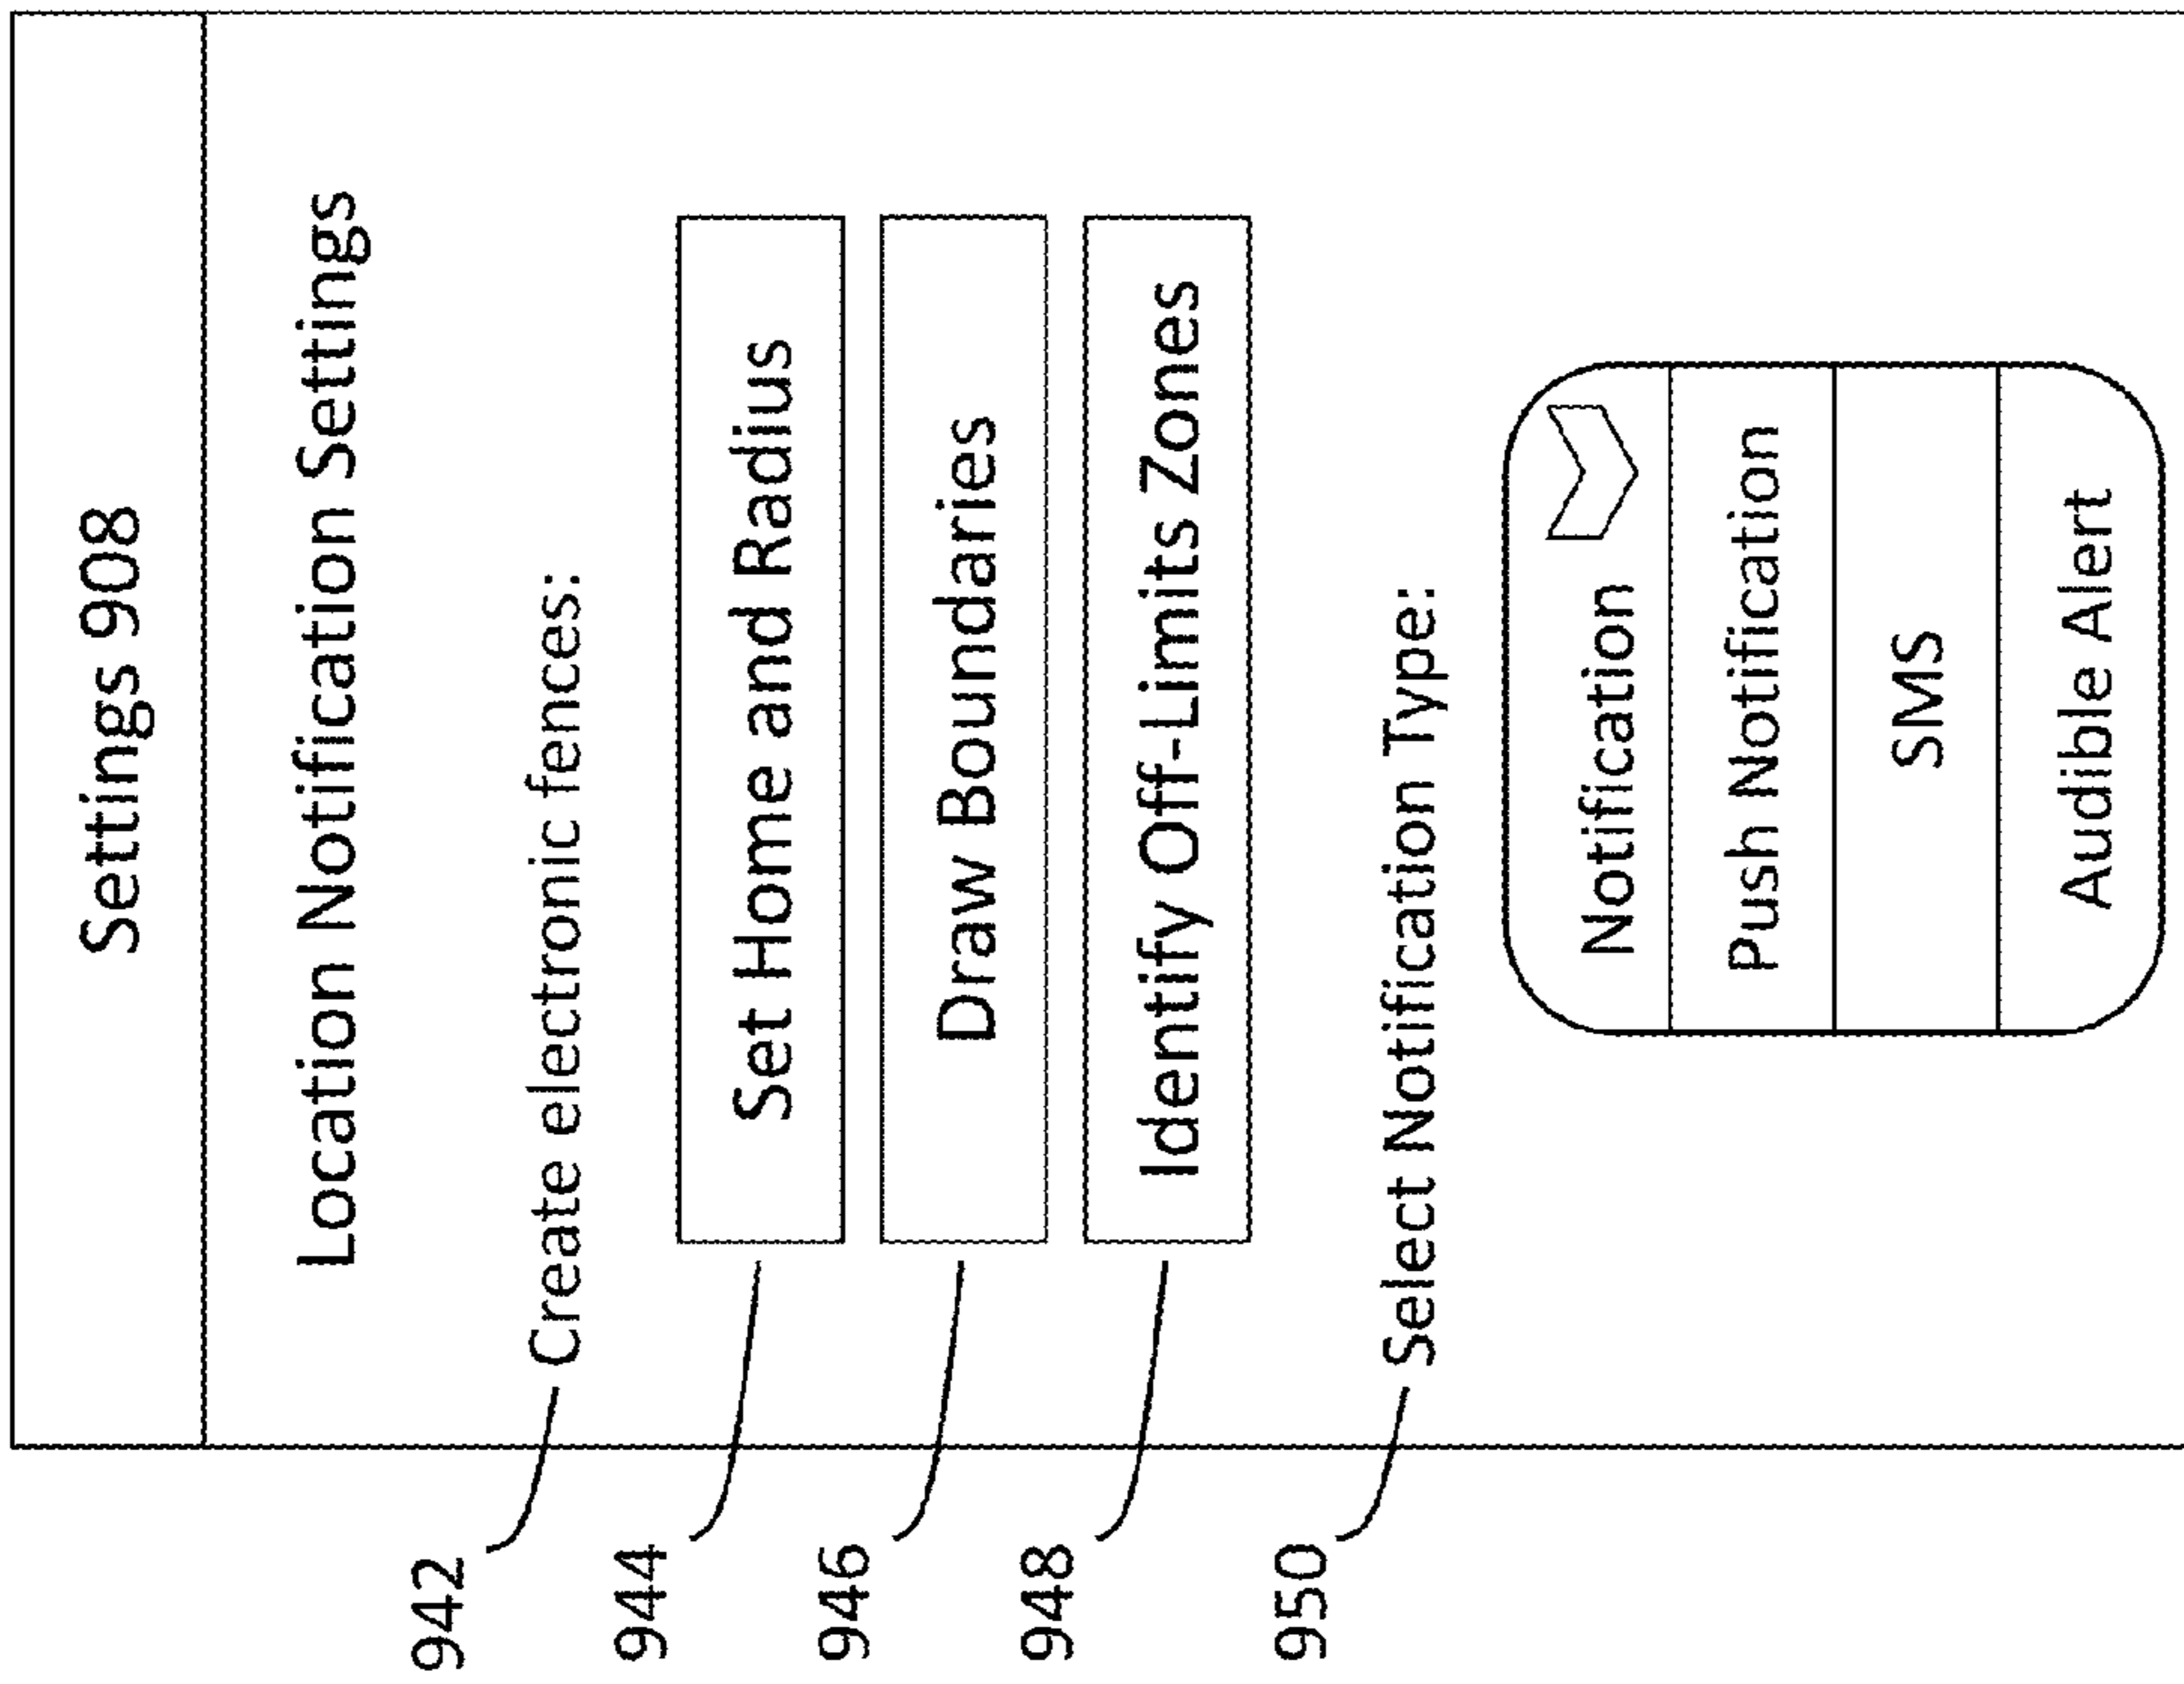 Settings 908
Location Notification Settings
942 Create electronic fences:
944 Set Home and Radius
946 Draw Boundaries
948 Identify Off-Limits Zones
950 Select Notification Type:
Notification
Push Notification
SMS
Audible Alert